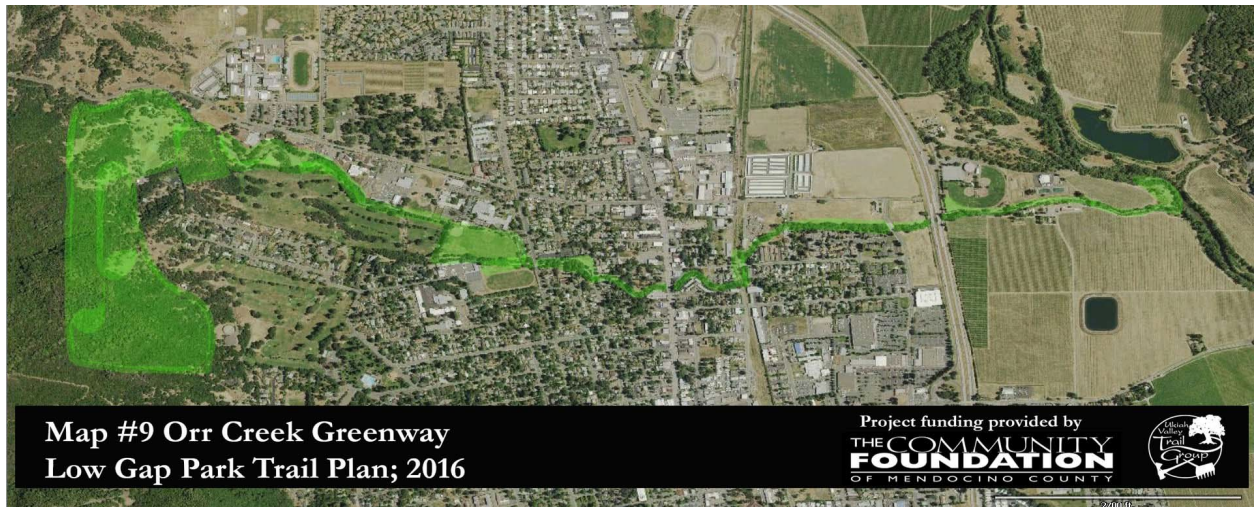 Map #9 Orr Creek Greenway
Low Gap Park Trail Plan; 2016
Project funding provided by
THE COMMUNITY
FOUNDATION
OF MENDOCINO COUNTY
Ukiah
Valley
Trail
Group